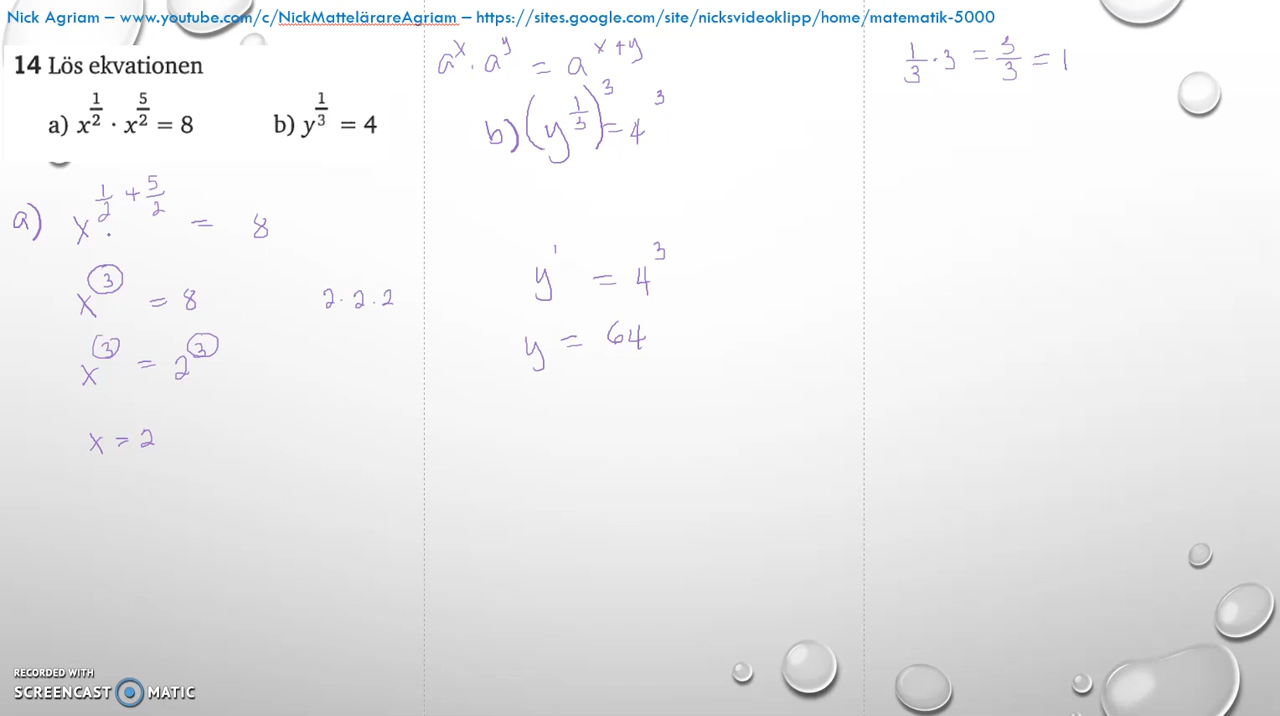 Nick Agriam – www.youtube.com/c/NickMattelärareAgriam – https://sites.google.com/site/nicksvideoklipp/home/matematik-5000
14 Lös ekvationen
a) x^(1/2) · x^(5/2) = 8
b) y^(1/3) = 4
a) x^(1/2 + 5/2) = 8
x^3 = 8
2 · 2 · 2
x^3 = 2^3
x = 2
a^x · a^y = a^(x+y)
b) (y^(1/3))^3 = 4^3
y^1 = 4^3
y = 64
1/3 · 3 = 3/3 = 1
RECORDED WITH
SCREENCAST MATIC